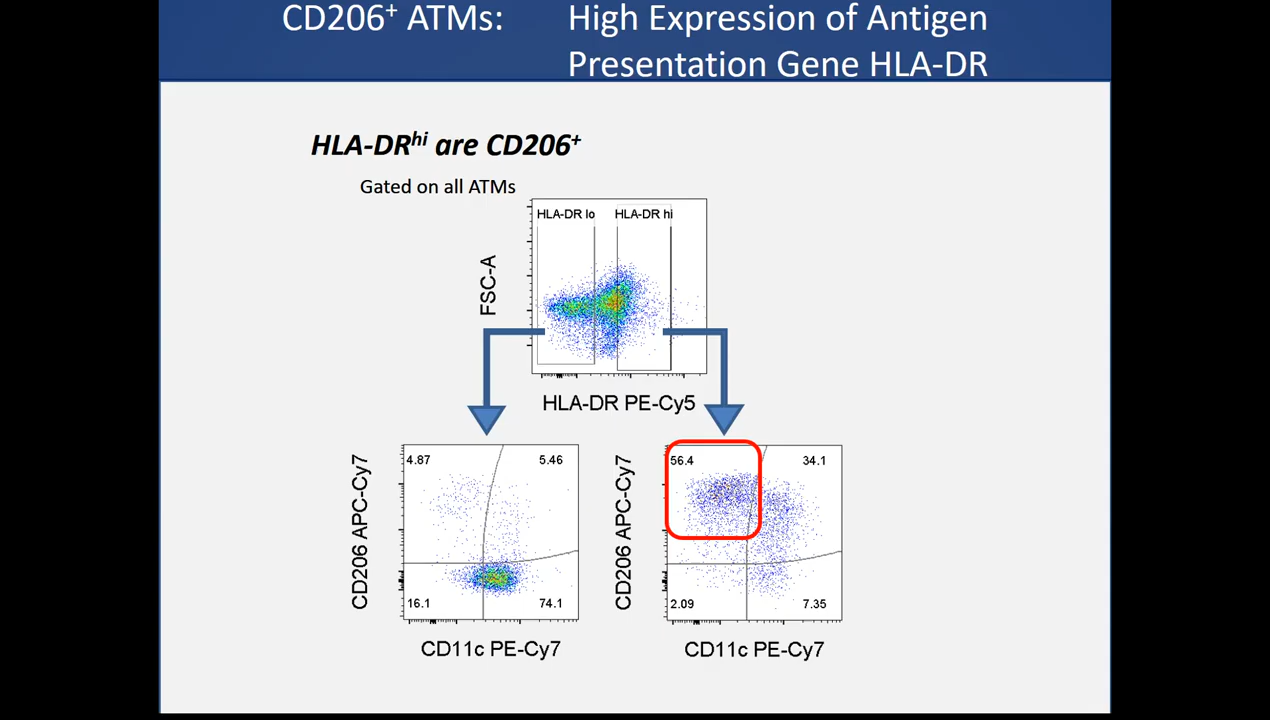 CD206+ ATMs: High Expression of Antigen
Presentation Gene HLA-DR
HLA-DRhi are CD206+
Gated on all ATMs
HLA-DR lo HLA-DR hi
FSC-A
HLA-DR PE-Cy5
CD206 APC-Cy7
4.87 5.46
16.1 74.1
CD11c PE-Cy7
CD206 APC-Cy7
56.4 34.1
2.09 7.35
CD11c PE-Cy7